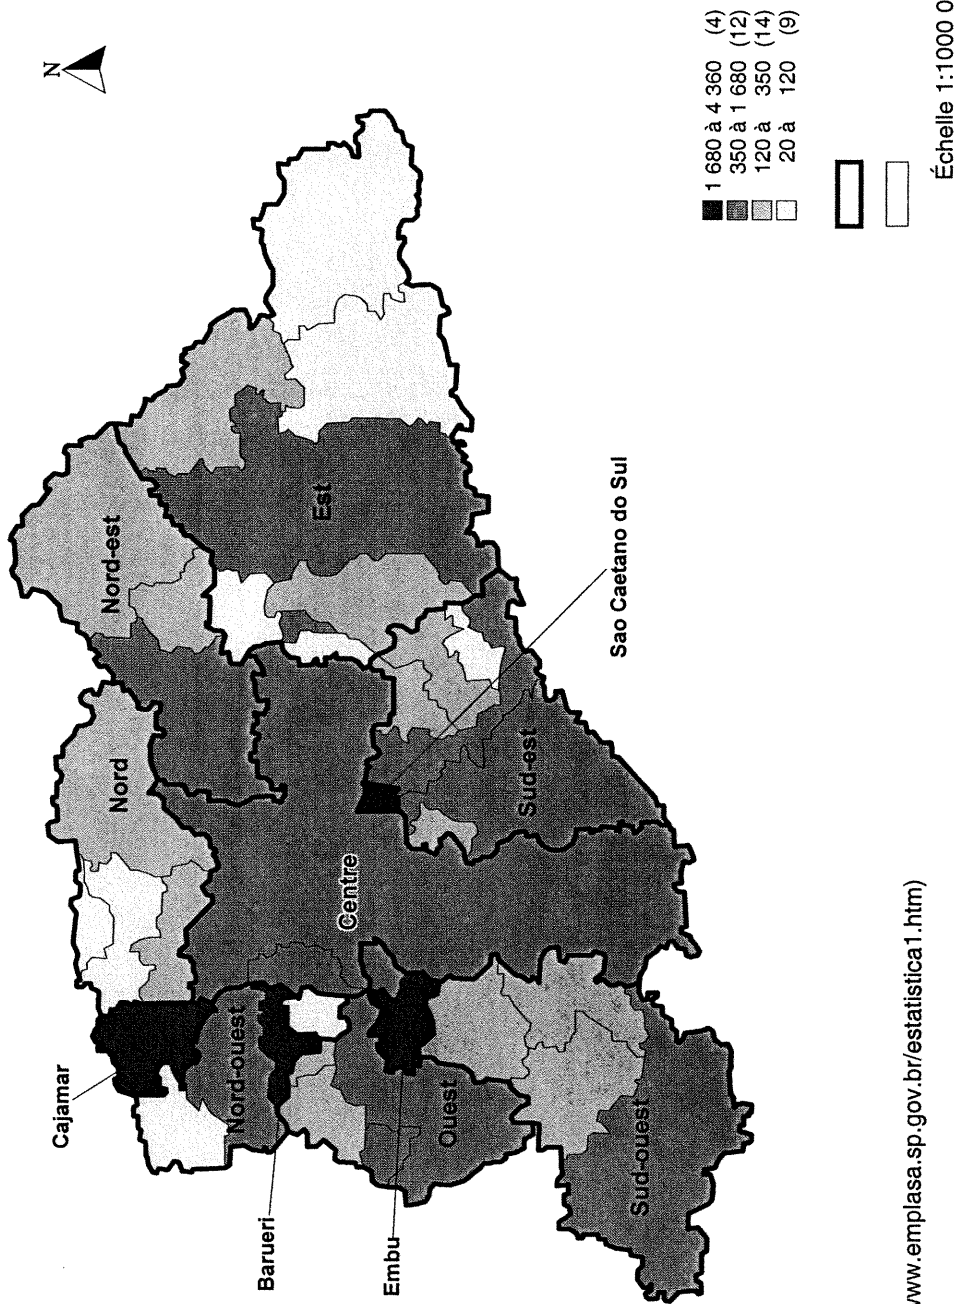 N
Cajamar
Barueri
Embu
Nord-ouest
Nord
Nord-est
Centre
Ouest
Est
Sud-est
Sud-ouest
Sao Caetano do Sul
1 680 à 4 360 (4)
350 à 1 680 (12)
120 à 350 (14)
20 à 120 (9)
Échelle 1:1000 0
ww.emplasa.sp.gov.br/estatistica1.htm)